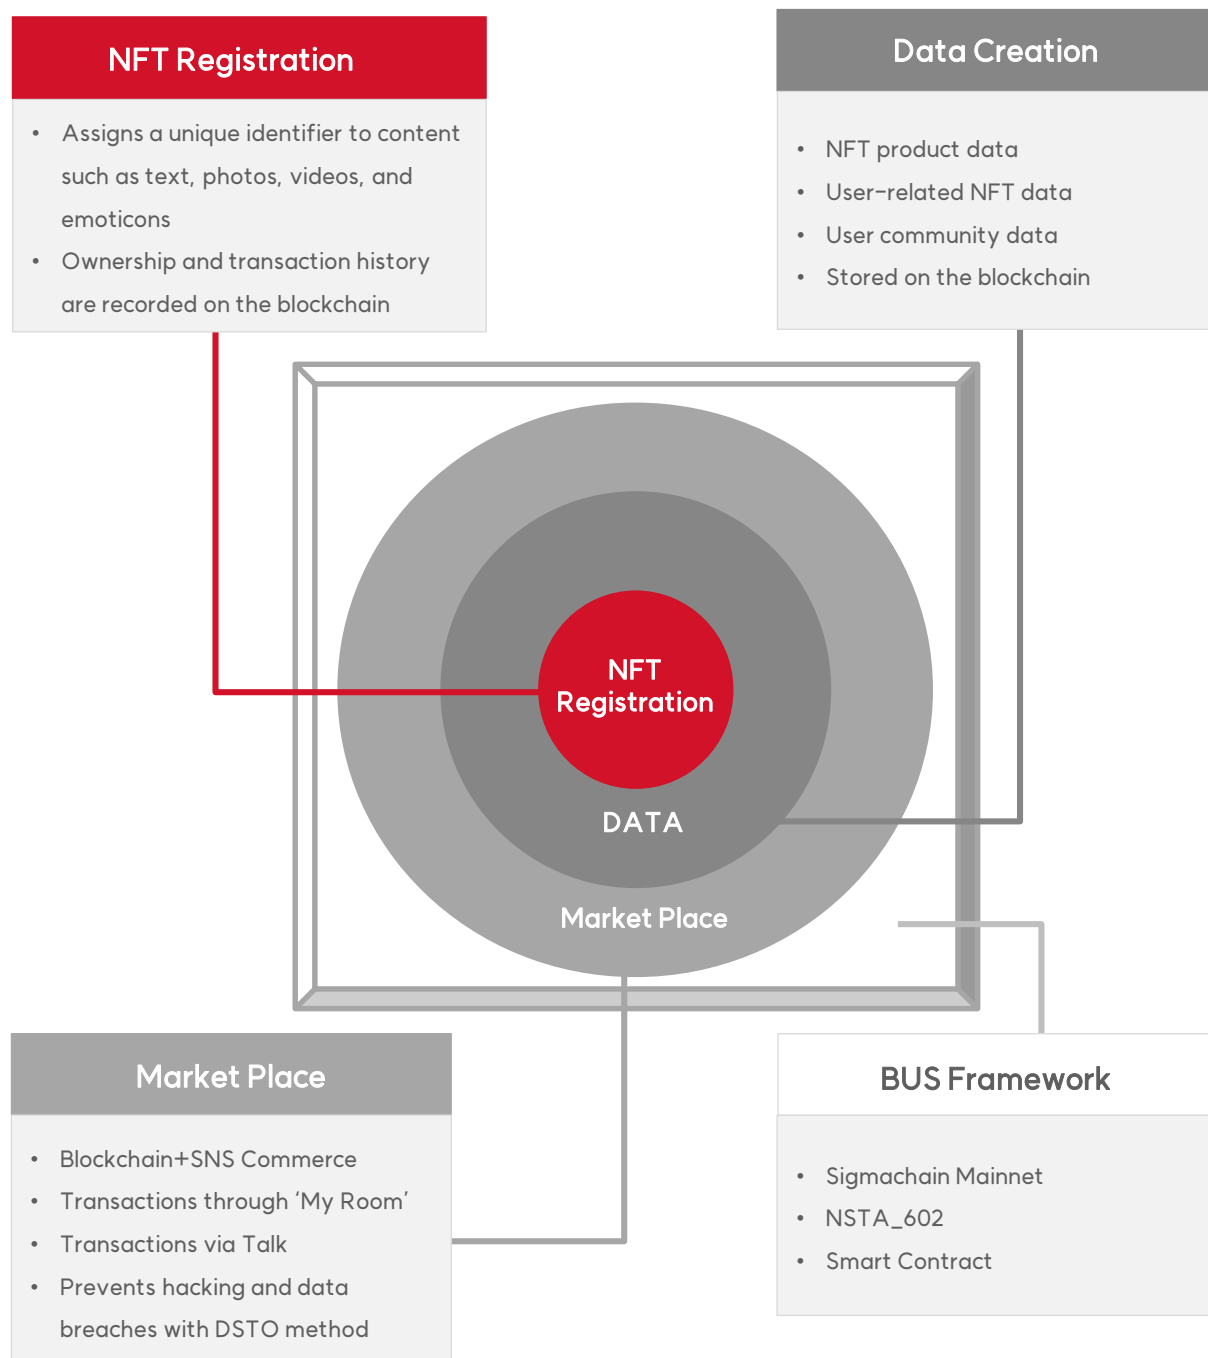 NFT Registration
• Assigns a unique identifier to content
such as text, photos, videos, and
emoticons
• Ownership and transaction history
are recorded on the blockchain
Data Creation
• NFT product data
• User-related NFT data
• User community data
• Stored on the blockchain
NFT
Registration
DATA
Market Place
Market Place
• Blockchain+SNS Commerce
• Transactions through ‘My Room’
• Transactions via Talk
• Prevents hacking and data
breaches with DSTO method
BUS Framework
• Sigmachain Mainnet
• NSTA_602
• Smart Contract